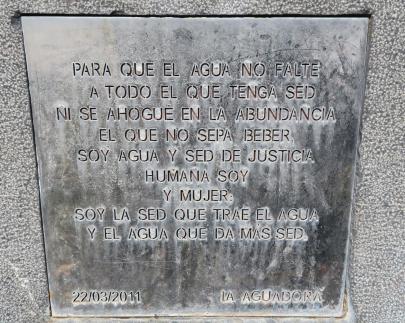 PARA QUE EL AGUA NO FALTE
A TODO EL QUE TENGA SED
NI SE AHOGUE EN LA ABUNDANCIA
EL QUE NO SEPA BEBER
SOY AGUA Y SED DE JUSTICIA
HUMANA SOY
Y MUJER:
SOY LA SED QUE TRAE EL AGUA
Y EL AGUA QUE DA MAS SED.
22/03/2011 LA AGUADORA